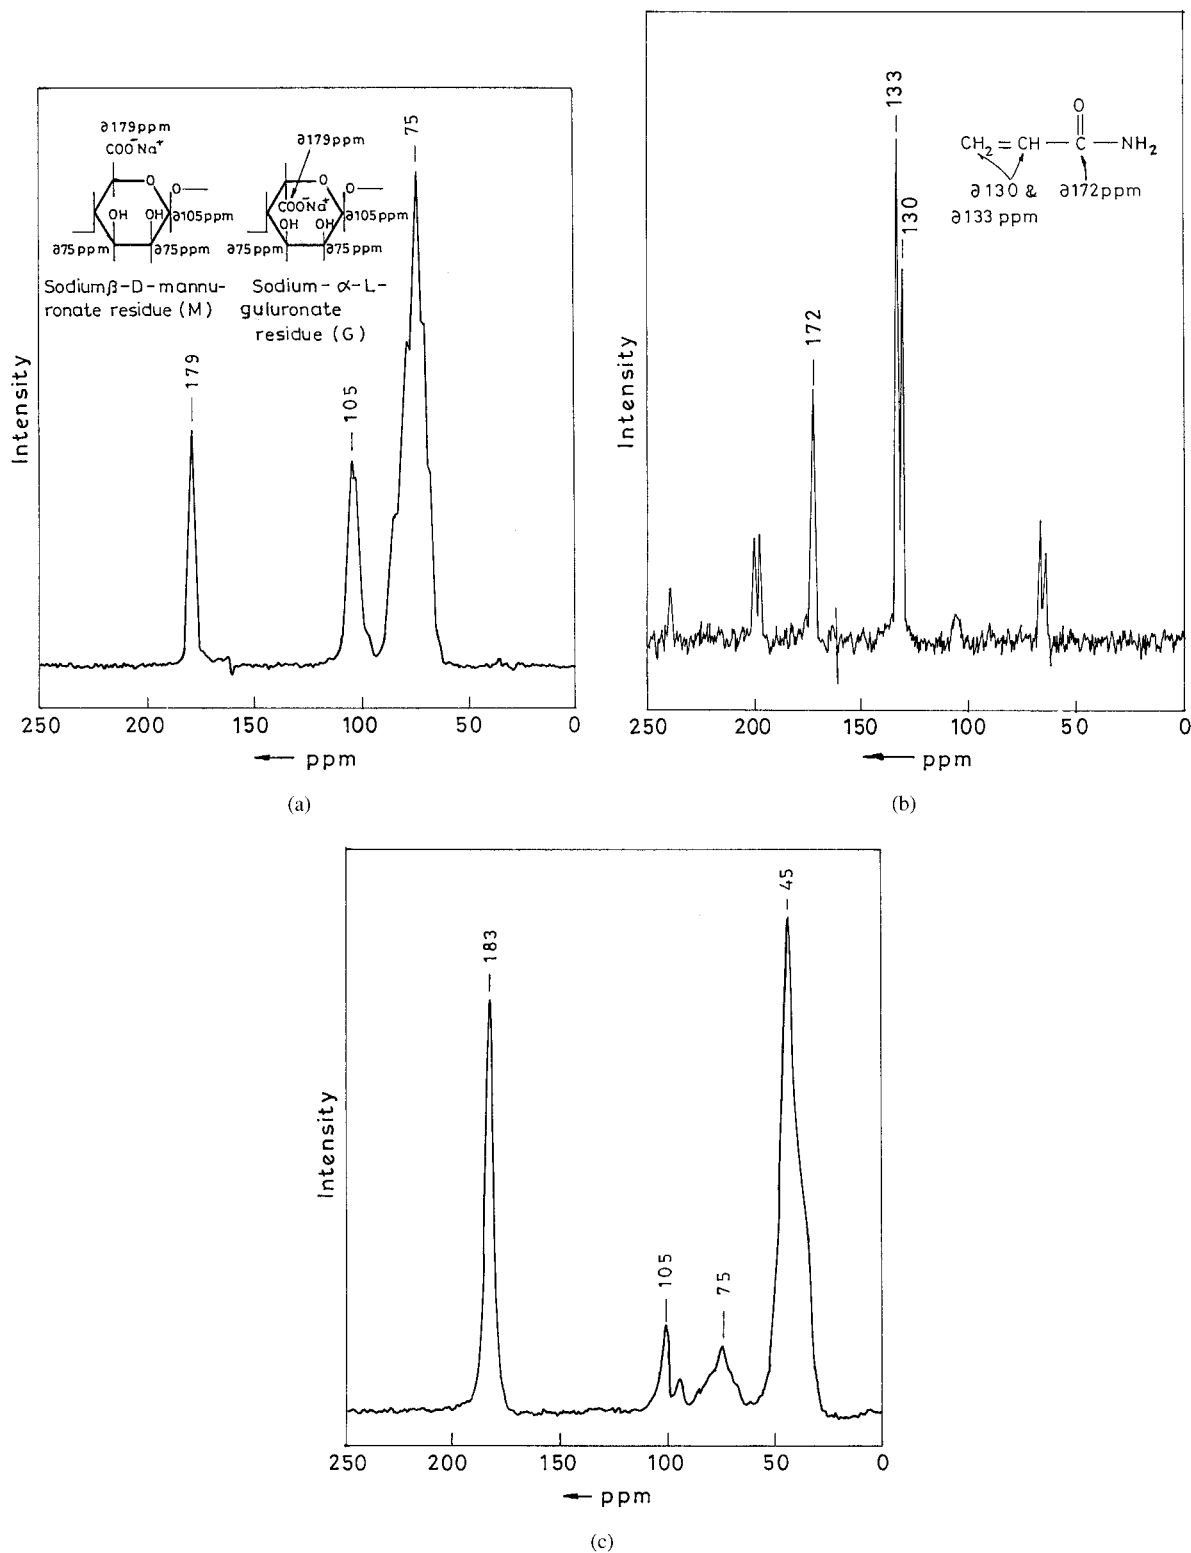 75
∂179ppm
COO⁻Na⁺
∂179ppm
O
O
O
O
COO⁻Na⁺
OH
OH
∂105ppm
OH
OH
∂105ppm
∂75ppm
∂75ppm
∂75ppm
∂75ppm
Sodium β-D-mannu-
ronate residue (M)
Sodium-α-L-
guluronate
residue (G)
179
105
Intensity
250
200
150
100
50
0
← ppm
(a)
133
130
172
O
CH₂=CH—C—NH₂
∂130 &
∂133 ppm
∂172ppm
Intensity
250
200
150
100
50
0
← ppm
(b)
183
105
75
45
Intensity
250
200
150
100
50
0
← ppm
(c)